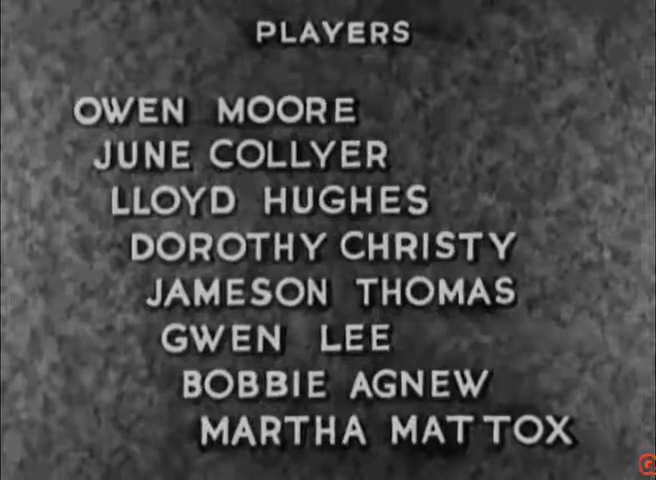 PLAYERS
OWEN MOORE
JUNE COLLYER
LLOYD HUGHES
DOROTHY CHRISTY
JAMESON THOMAS
GWEN LEE
BOBBIE AGNEW
MARTHA MATTOX